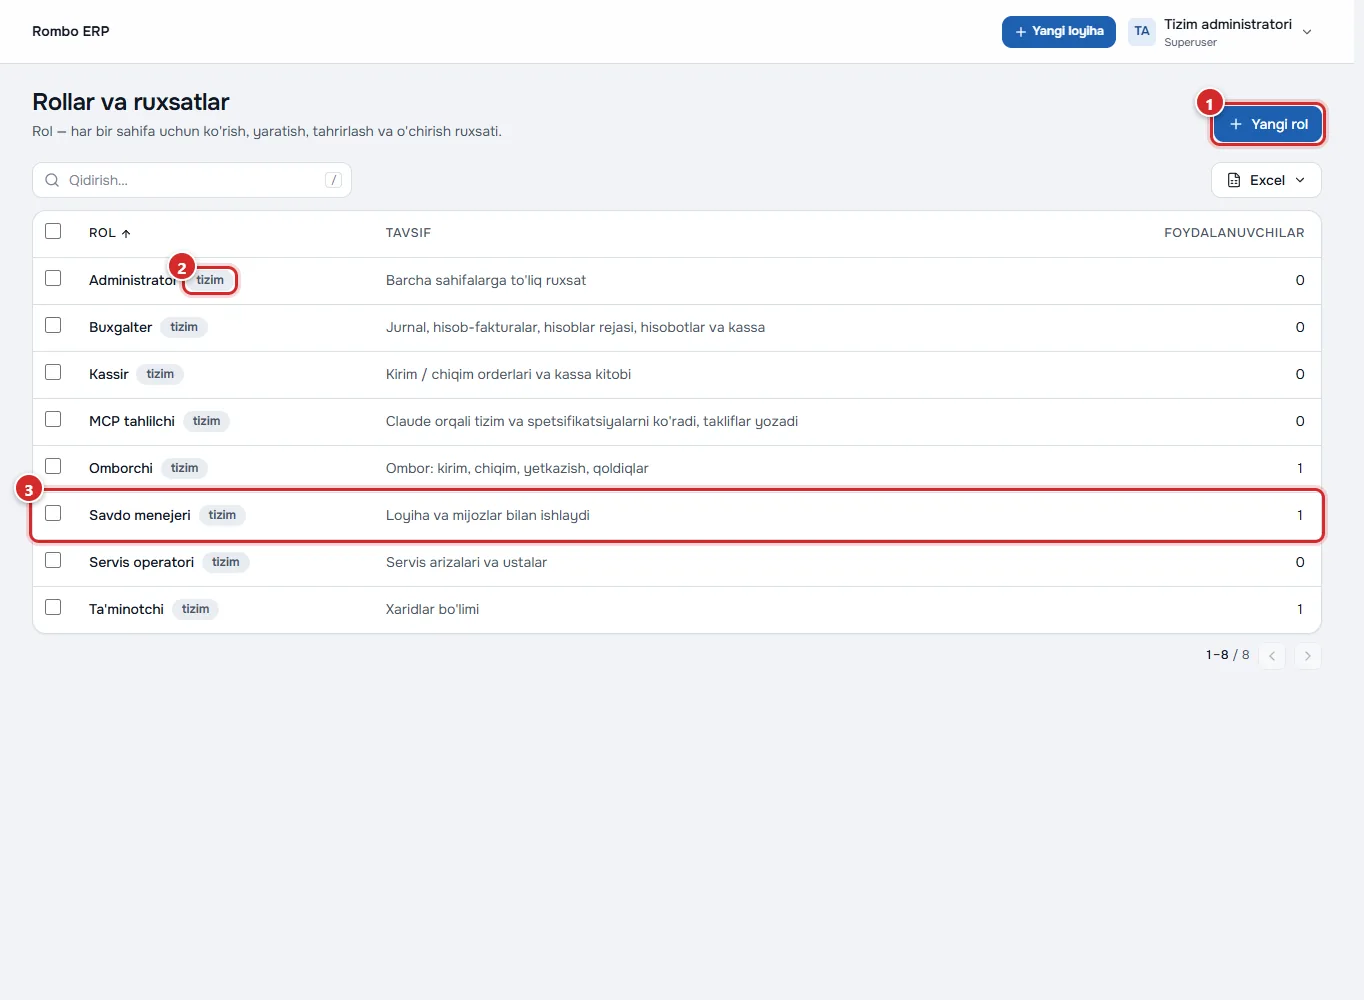 Rombo ERP
+ Yangi loyiha
TA
Tizim administratori
Superuser
Rollar va ruxsatlar
Rol — har bir sahifa uchun ko'rish, yaratish, tahrirlash va o'chirish ruxsati.
1
+ Yangi rol
Qidirish... /
Excel
ROL ↑ TAVSIF FOYDALANUVCHILAR
2
Administrator tizim Barcha sahifalarga to'liq ruxsat 0
Buxgalter tizim Jurnal, hisob-fakturalar, hisoblar rejasi, hisobotlar va kassa 0
Kassir tizim Kirim / chiqim orderlari va kassa kitobi 0
MCP tahlilchi tizim Claude orqali tizim va spetsifikatsiyalarni ko'radi, takliflar yozadi 0
Omborchi tizim Ombor: kirim, chiqim, yetkazish, qoldiqlar 1
3
Savdo menejeri tizim Loyiha va mijozlar bilan ishlaydi 1
Servis operatori tizim Servis arizalari va ustalar 0
Ta'minotchi tizim Xaridlar bo'limi 1
1–8 / 8